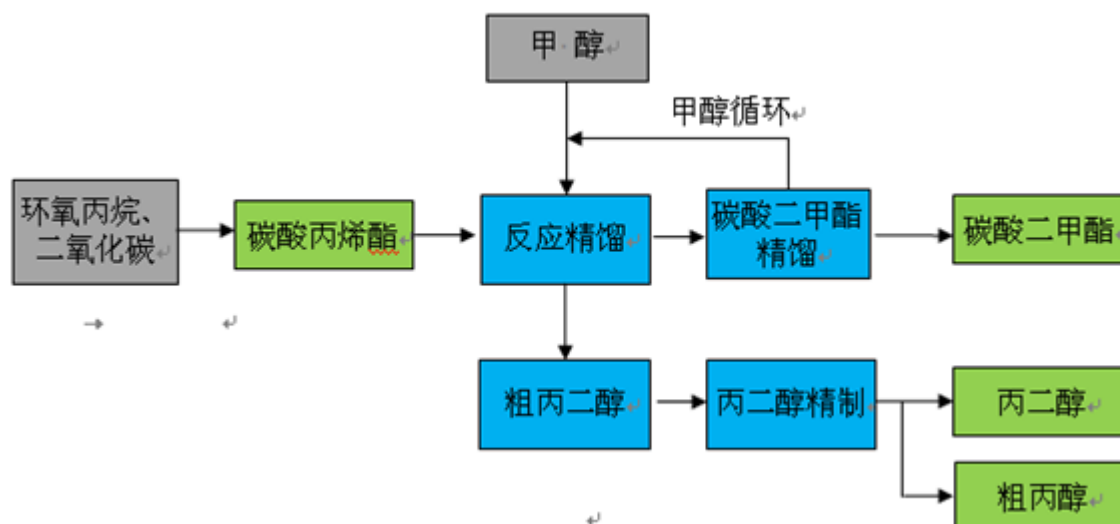 甲 醇
甲醇循环
环氧丙烷、
二氧化碳
碳酸丙烯酯
反应精馏
碳酸二甲酯
精馏
碳酸二甲酯
粗丙二醇
丙二醇精制
丙二醇
粗丙醇